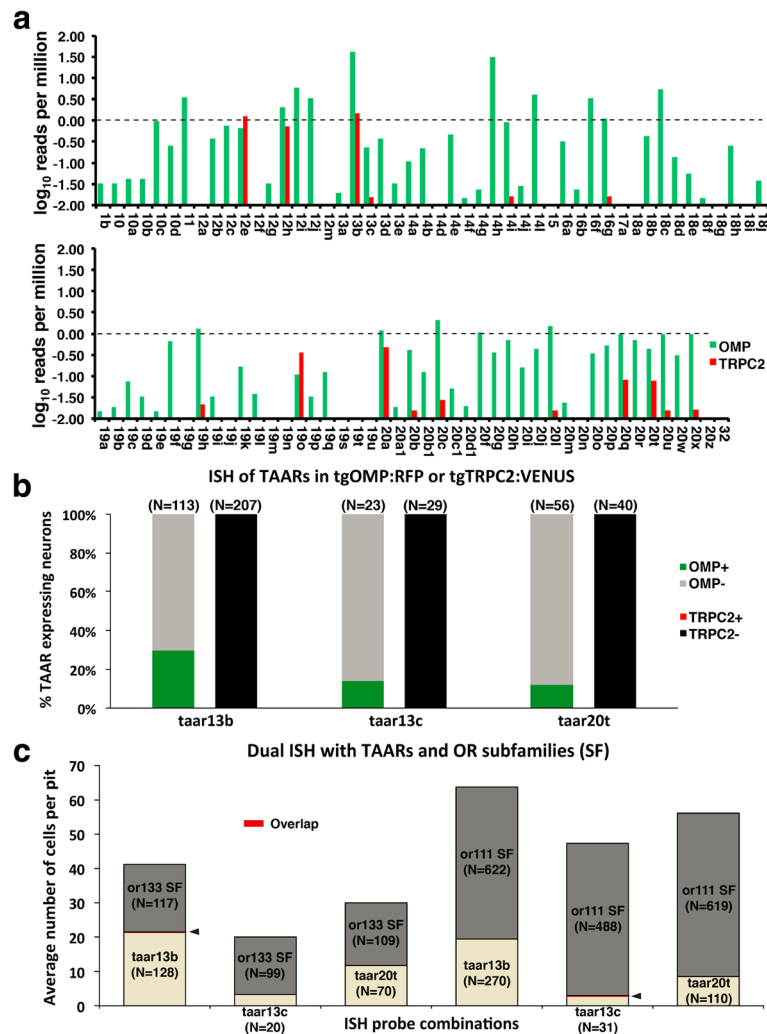 a
log10 reads per million
2.00
1.50
1.00
0.50
0.00
-0.50
-1.00
-1.50
-2.00
1b 10 10a 10b 10c 10d 11 12a 12b 12c 12e 12f 12g 12h 12i 12j 12m 13a 13b 13c 13d 13e 14a 14b 14e 14f 14g 14h 14i 14j 14l 15 16a 16b 16f 16g 17a 18a 18b 18c 18d 18e 18f 18g 18h 18i 18j
log10 reads per million
2.00
1.50
1.00
0.50
0.00
-0.50
-1.00
-1.50
-2.00
OMP
TRPC2
19a 19b 19c 19d 19e 19f 19g 19h 19i 19j 19k 19l 19m 19n 19o 19p 19q 19s 19t 19u 20a 20a1 20b 20b1 20c 20c1 20d1 20f 20g 20h 20i 20j 20l 20m 20n 20o 20p 20q 20r 20t 20u 20w 20x 20z 32
b
ISH of TAARs in tgOMP:RFP or tgTRPC2:VENUS
% TAAR expressing neurons
100%
80%
60%
40%
20%
0%
(N=113) (N=207) (N=23) (N=29) (N=56) (N=40)
OMP+
OMP-
TRPC2+
TRPC2-
taar13b taar13c taar20t
c
Dual ISH with TAARs and OR subfamilies (SF)
Average number of cells per pit
70
60
50
40
30
20
10
0
Overlap
or133 SF
(N=117)
taar13b
(N=128)
or133 SF
(N=99)
taar13c
(N=20)
or133 SF
(N=109)
taar20t
(N=70)
or111 SF
(N=622)
taar13b
(N=270)
or111 SF
(N=488)
taar13c
(N=31)
or111 SF
(N=619)
taar20t
(N=110)
ISH probe combinations